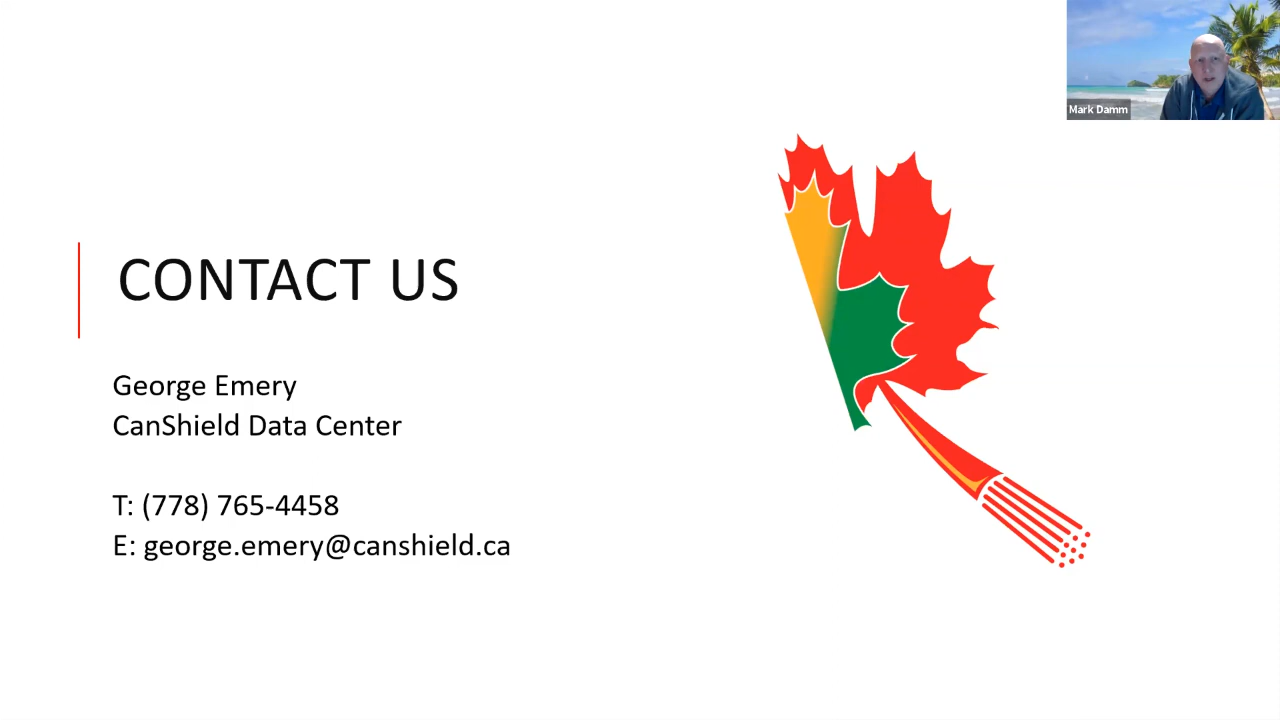 Mark Damm
CONTACT US
George Emery
CanShield Data Center
T: (778) 765-4458
E: george.emery@canshield.ca